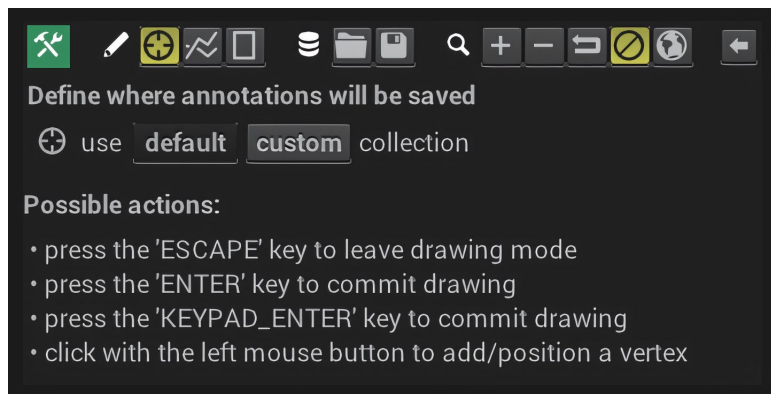 Define where annotations will be saved
use default custom collection
Possible actions:
• press the 'ESCAPE' key to leave drawing mode
• press the 'ENTER' key to commit drawing
• press the 'KEYPAD_ENTER' key to commit drawing
• click with the left mouse button to add/position a vertex